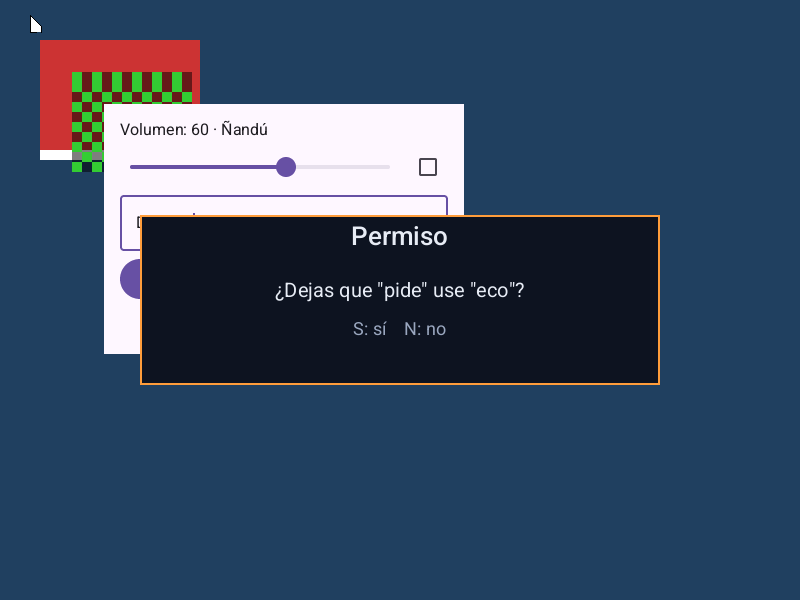 Volumen: 60 · Ñandú
Permiso
¿Dejas que "pide" use "eco"?
S: sí    N: no